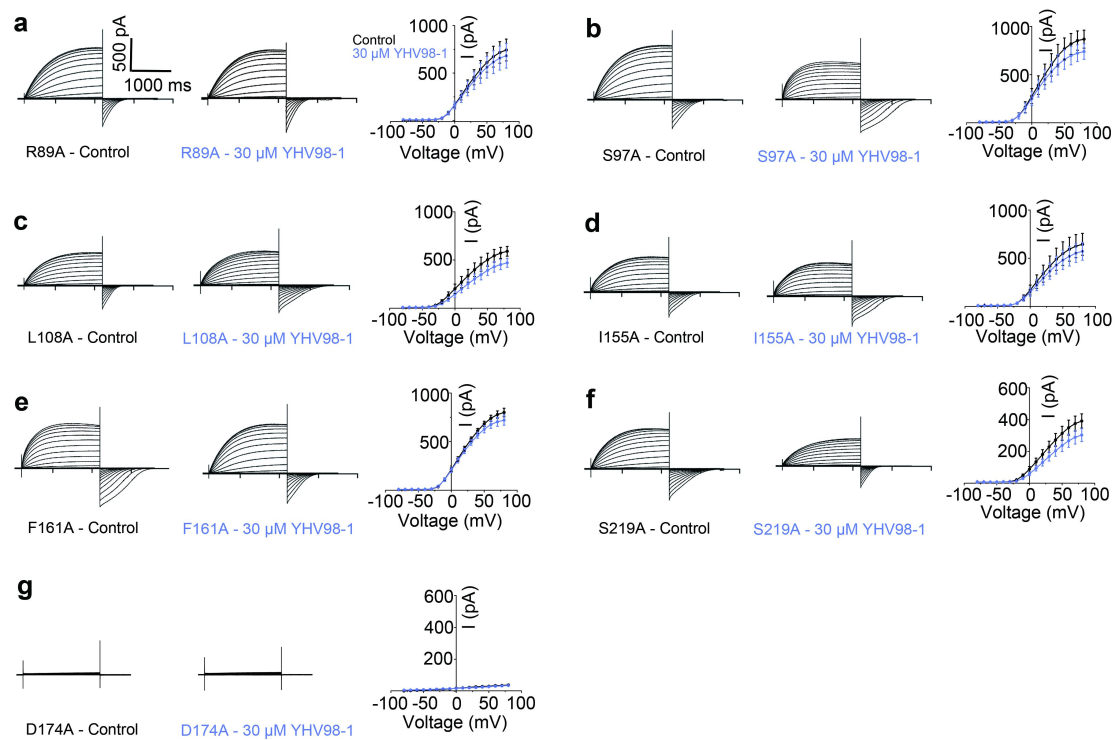 a
500 pA
1000 ms
R89A - Control
R89A - 30 µM YHV98-1
Control
30 µM YHV98-1
I (pA)
1000
500
-100 -50 0 50 100
Voltage (mV)
b
S97A - Control
S97A - 30 µM YHV98-1
I (pA)
1000
500
-100 -50 0 50 100
Voltage (mV)
c
L108A - Control
L108A - 30 µM YHV98-1
I (pA)
1000
500
-100 -50 0 50 100
Voltage (mV)
d
I155A - Control
I155A - 30 µM YHV98-1
I (pA)
1000
500
-100 -50 0 50 100
Voltage (mV)
e
F161A - Control
F161A - 30 µM YHV98-1
I (pA)
1000
500
-100 -50 0 50 100
Voltage (mV)
f
S219A - Control
S219A - 30 µM YHV98-1
I (pA)
600
400
200
-100 -50 0 50 100
Voltage (mV)
g
D174A - Control
D174A - 30 µM YHV98-1
I (pA)
600
400
200
-100 -50 0 50 100
Voltage (mV)